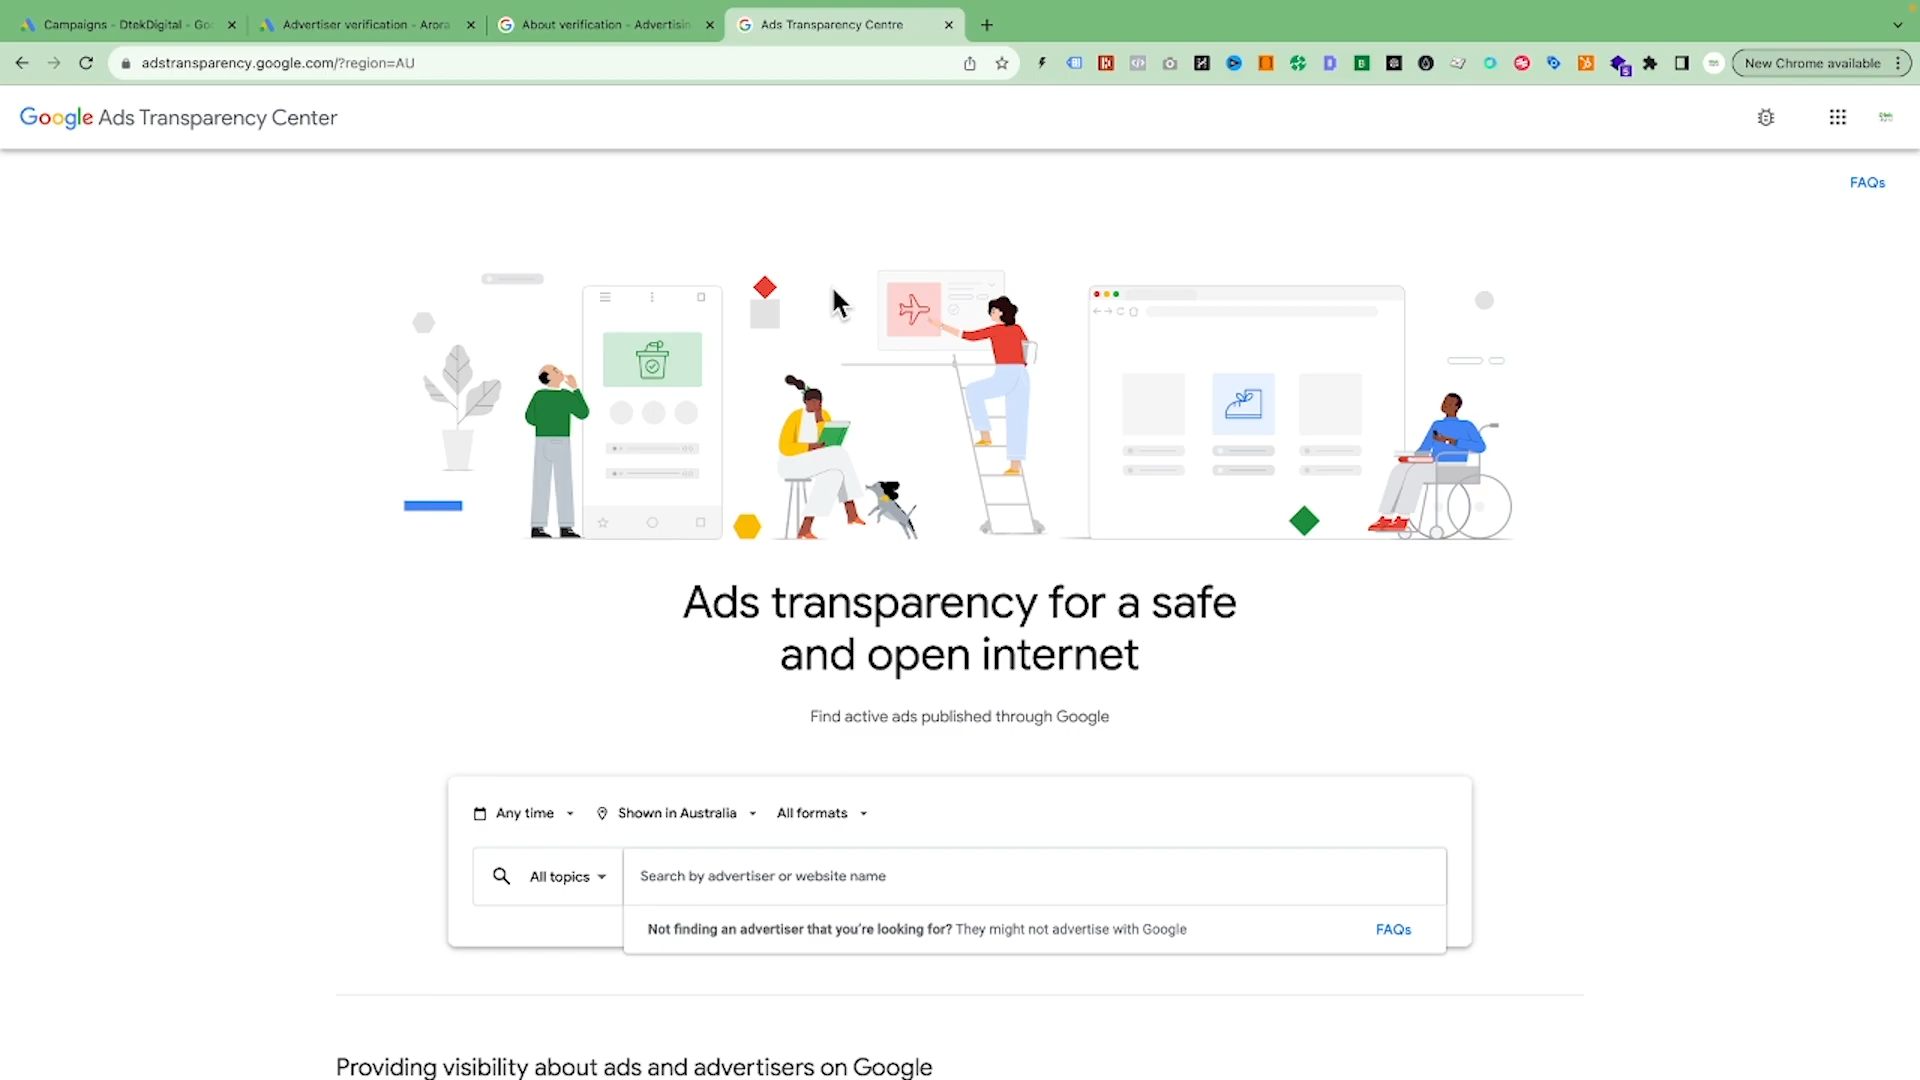 Campaigns - DtekDigital - Go
Advertiser verification - Arora
About verification - Advertisin
Ads Transparency Centre
adstransparency.google.com/?region=AU
New Chrome available
Google Ads Transparency Center
FAQs
Ads transparency for a safe
and open internet
Find active ads published through Google
Any time
Shown in Australia
All formats
All topics
Search by advertiser or website name
Not finding an advertiser that you're looking for? They might not advertise with Google
FAQs
Providing visibility about ads and advertisers on Google